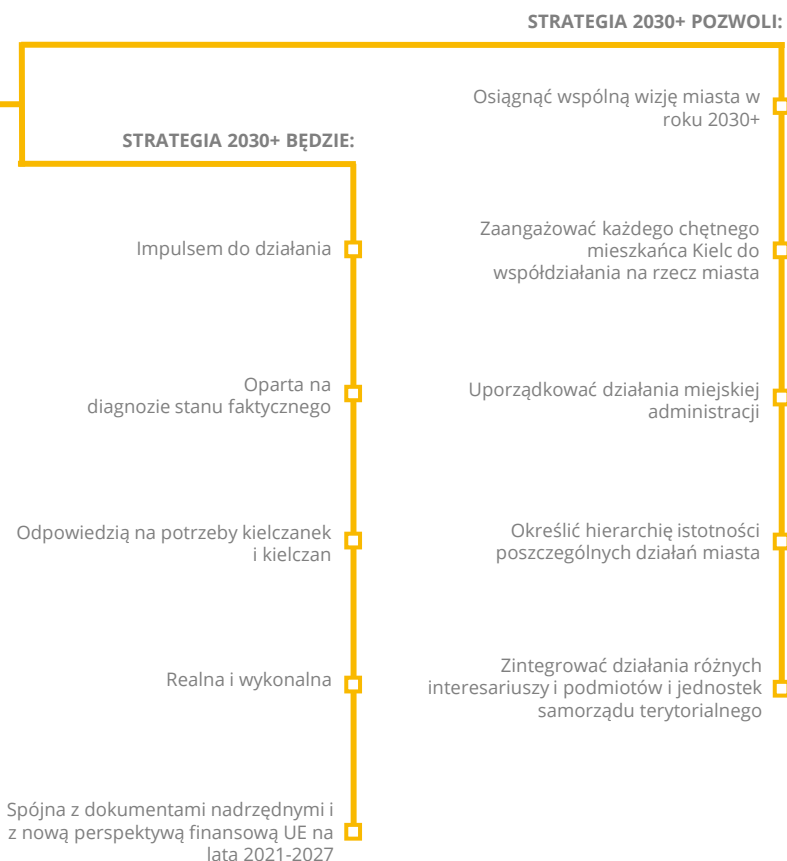 STRATEGIA 2030+ POZWOLI:
Osiągnąć wspólną wizję miasta w
roku 2030+
Zaangażować każdego chętnego
mieszkańca Kielc do
współdziałania na rzecz miasta
Uporządkować działania miejskiej
administracji
Określić hierarchię istotności
poszczególnych działań miasta
Zintegrować działania różnych
interesariuszy i podmiotów i jednostek
samorządu terytorialnego
STRATEGIA 2030+ BĘDZIE:
Impulsem do działania
Oparta na
diagnozie stanu faktycznego
Odpowiedzią na potrzeby kielczanek
i kielczan
Realna i wykonalna
Spójna z dokumentami nadrzędnymi i
z nową perspektywą finansową UE na
lata 2021-2027